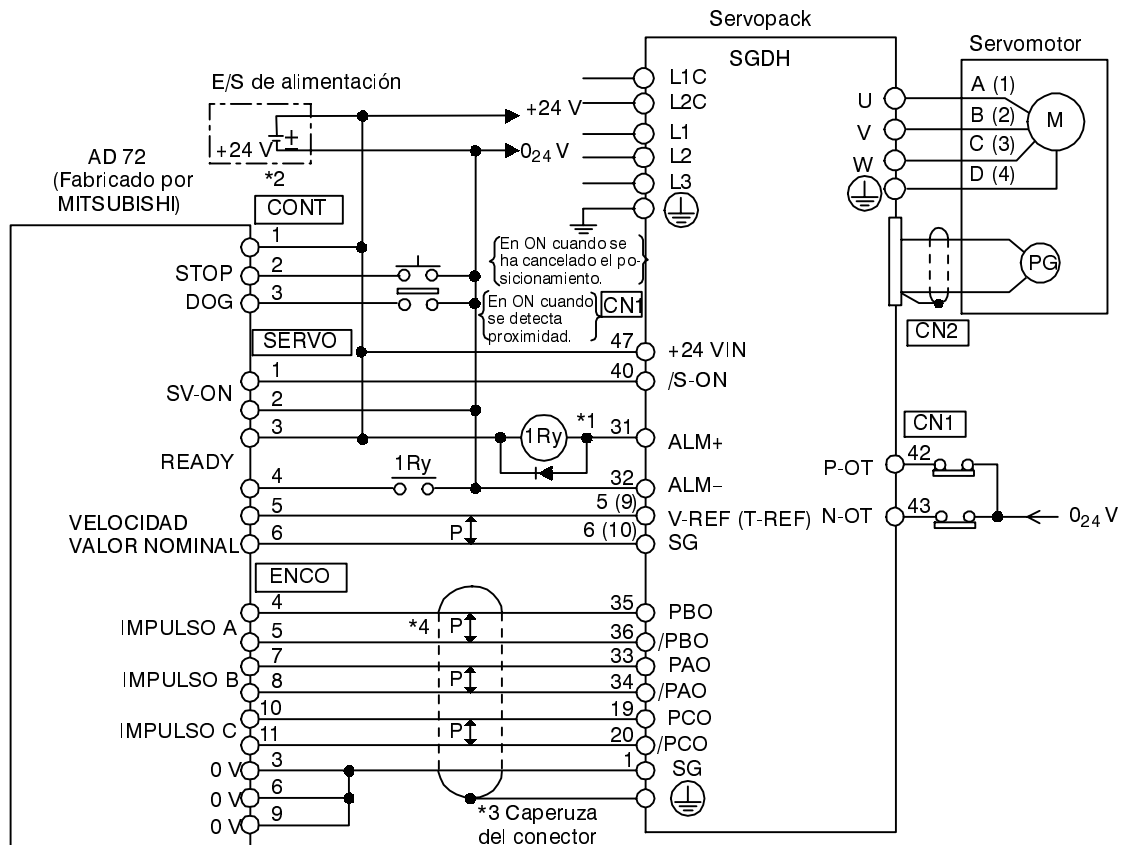 Servopack
SGDH
Servomotor
E/S de alimentación
+24 V
±
*2
+24 V
0₂₄ V
AD 72
(Fabricado por
MITSUBISHI)
CONT
1
STOP 2
DOG 3
En ON cuando se
ha cancelado el po-
sicionamiento.
En ON cuando
se detecta
proximidad.
CN1
L1C
L2C
L1
L2
L3
U
V
W
A (1)
B (2)
C (3)
D (4)
M
PG
CN2
SERVO
47 +24 VIN
SV-ON
1 40 /S-ON
2
3 1Ry *1 31 ALM+
READY
4 1Ry 32 ALM−
VELOCIDAD
VALOR NOMINAL
5 5 (9) V-REF (T-REF)
6 P 6 (10) SG
CN1
P-OT 42
N-OT 43 0₂₄ V
ENCO
IMPULSO A
4 35 PBO
*4 P
5 36 /PBO
IMPULSO B
7 33 PAO
P
8 34 /PAO
IMPULSO C
10 19 PCO
P
11 20 /PCO
0 V 3 1 SG
0 V 6
0 V 9
*3 Caperuza
del conector